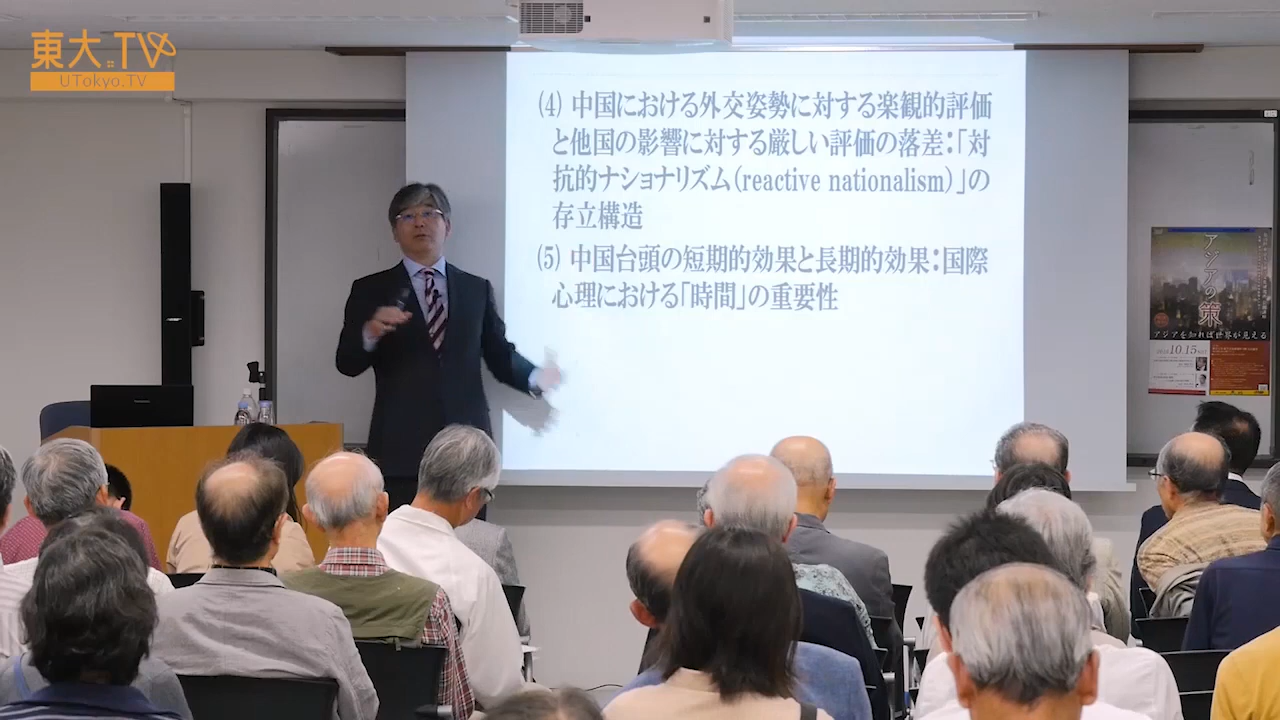 東大.TV
UTokyo.TV
(4) 中国における外交姿勢に対する楽観的評価
と他国の影響に対する厳しい評価の落差:「対
抗的ナショナリズム(reactive nationalism)」の
存立構造
(5) 中国台頭の短期的効果と長期的効果:国際
心理における「時間」の重要性
アジアの策
アジアを知れば世界が見える
10.15